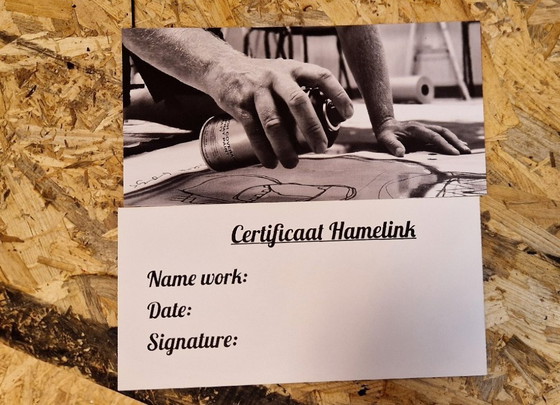 Certificaat Hamelink
Name work:
Date:
Signature: